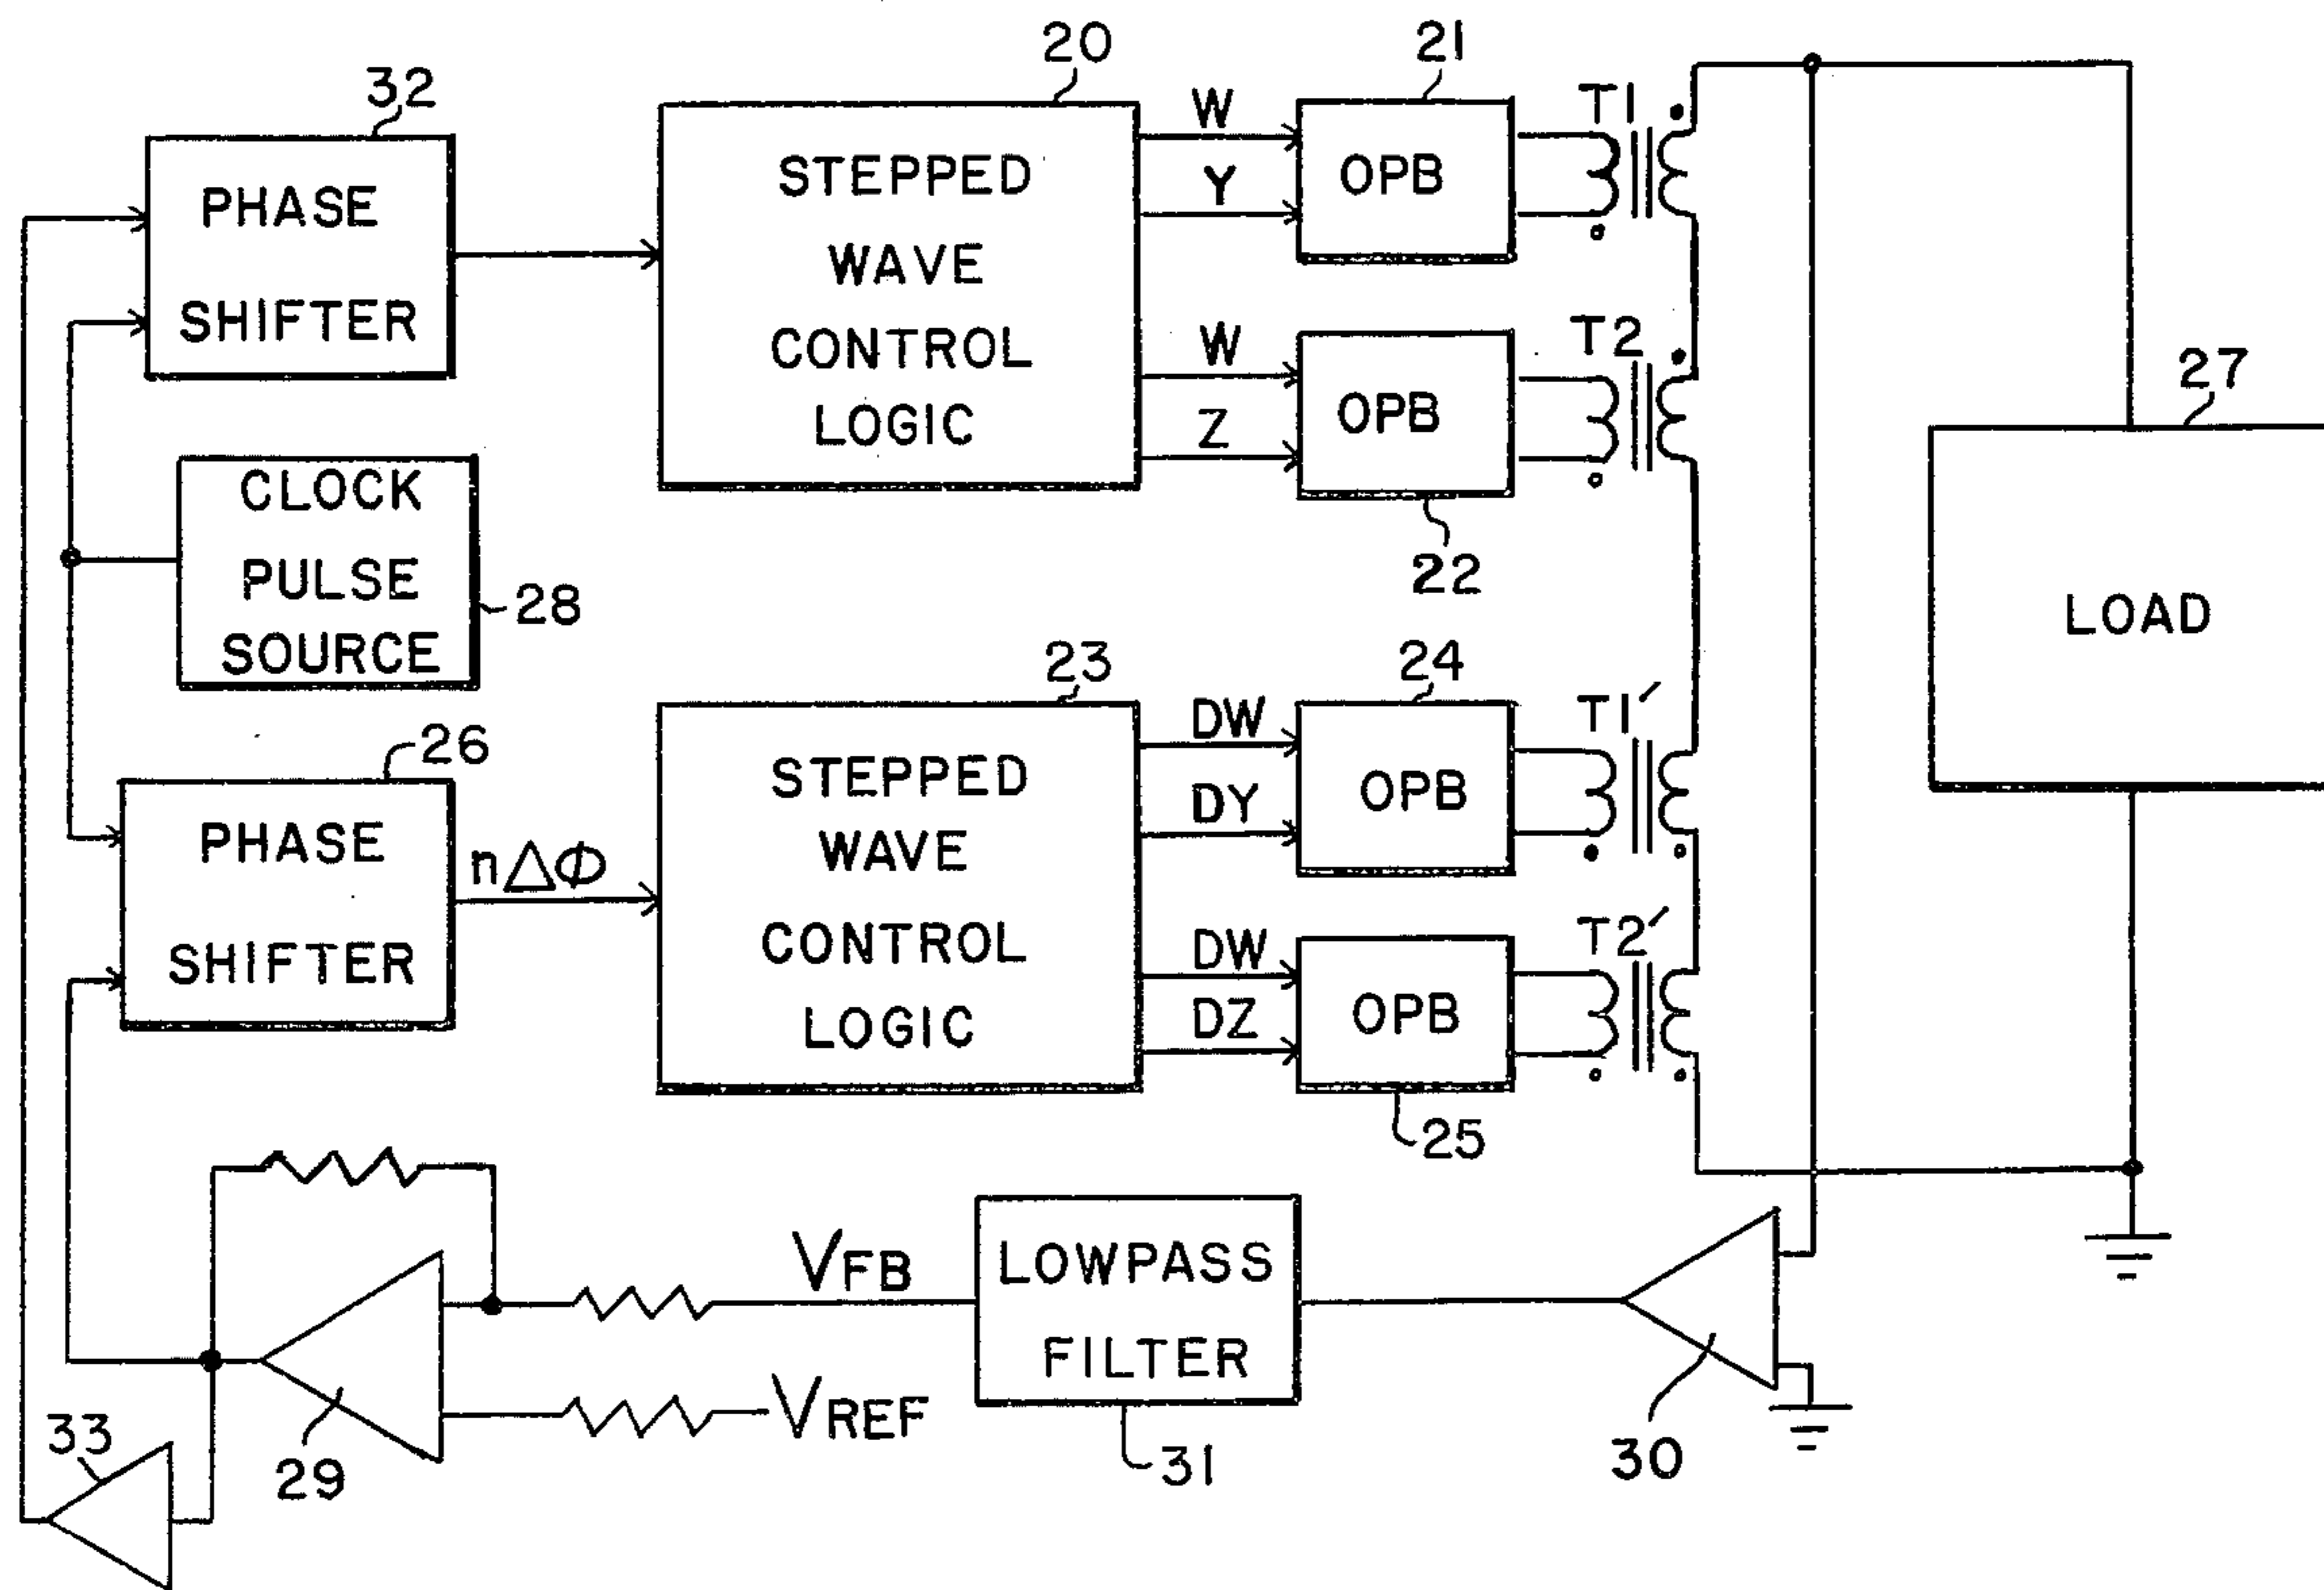 32
PHASE
SHIFTER
20
STEPPED
WAVE
CONTROL
LOGIC
W
Y
21
OPB
T1
W
Z
OPB
22
T2
27
LOAD
CLOCK
PULSE
SOURCE
28
26
PHASE
SHIFTER
n△Φ
23
STEPPED
WAVE
CONTROL
LOGIC
DW
DY
24
OPB
T1′
DW
DZ
OPB
25
T2′
33
29
VFB
VREF
LOWPASS
FILTER
31
30